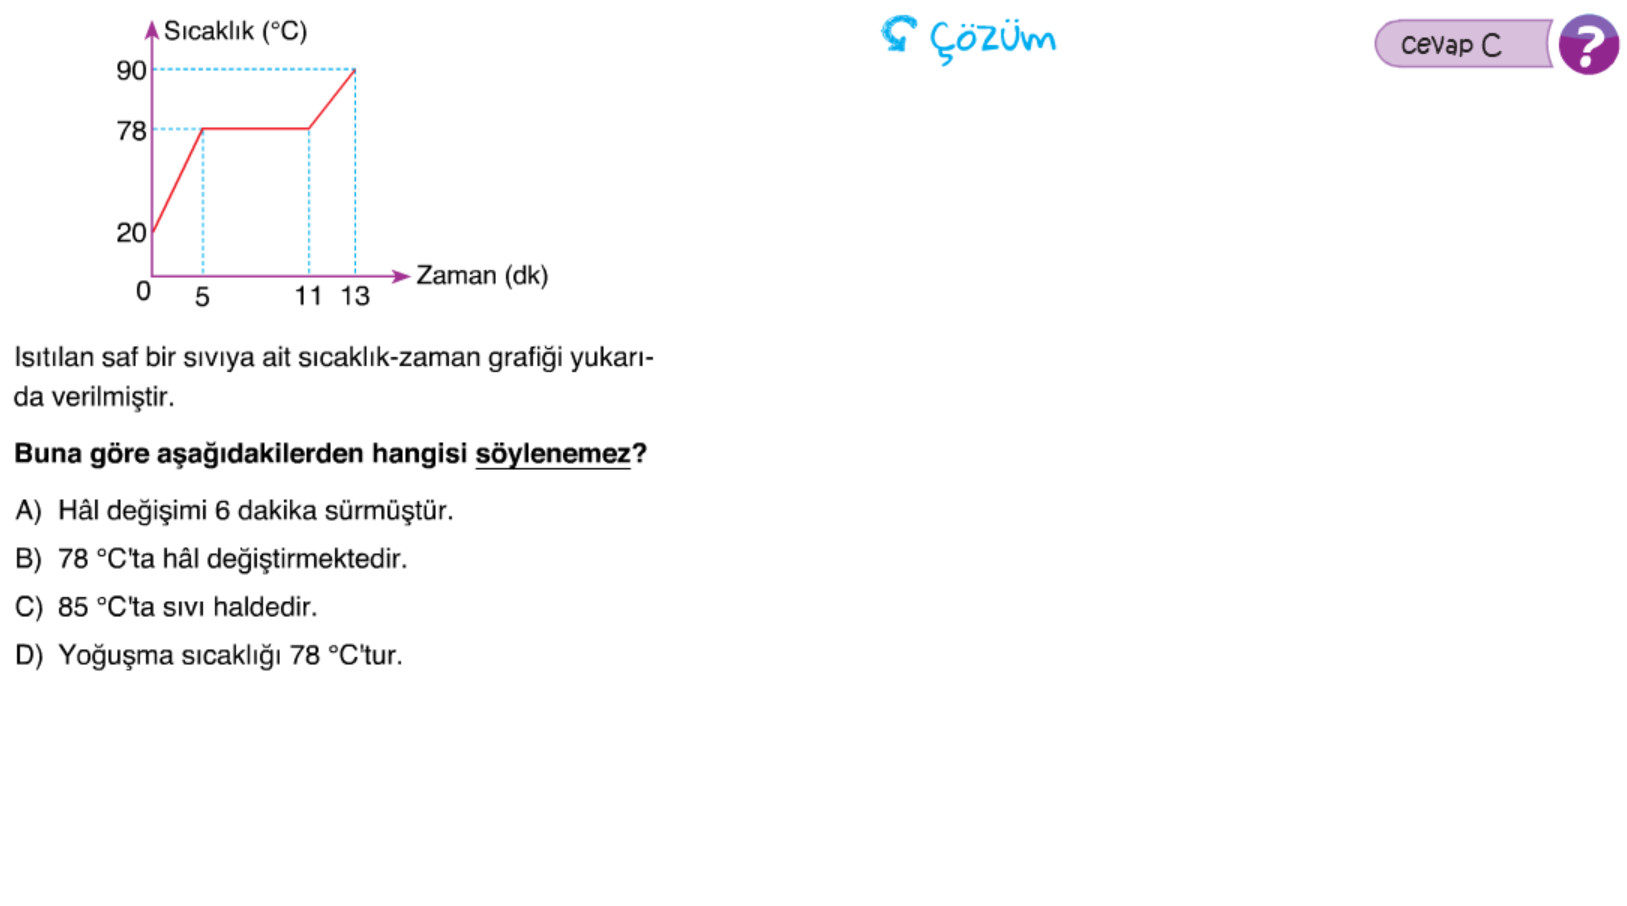 Sıcaklık (°C)
90
78
20
0
5
11
13
Zaman (dk)
Isıtılan saf bir sıvıya ait sıcaklık-zaman grafiği yukarı-
da verilmiştir.
Buna göre aşağıdakilerden hangisi söylenemez?
A) Hâl değişimi 6 dakika sürmüştür.
B) 78 °C'ta hâl değiştirmektedir.
C) 85 °C'ta sıvı haldedir.
D) Yoğuşma sıcaklığı 78 °C'tur.
Çözüm
cevap C
?